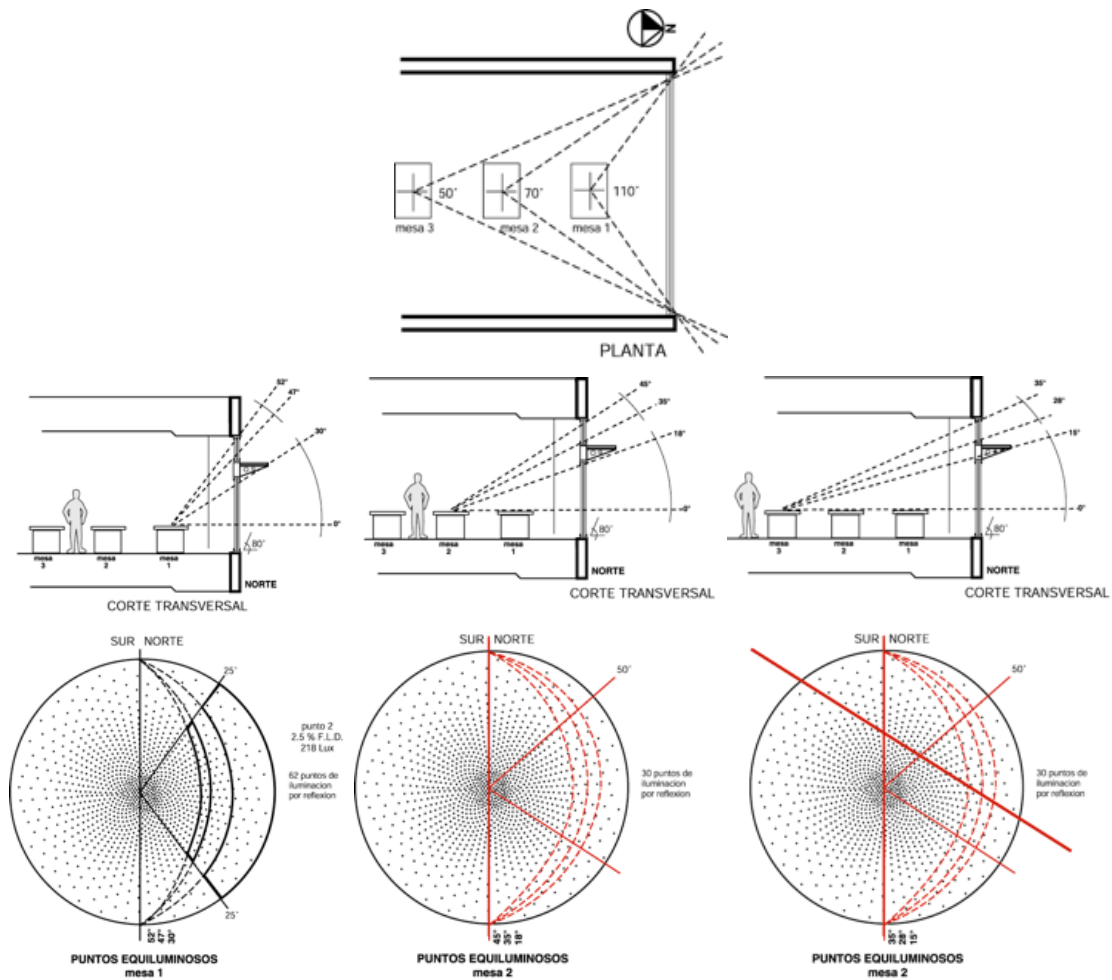 N
50°
70°
110°
mesa 3
mesa 2
mesa 1
PLANTA
52°
47°
30°
0°
80°
mesa
3
mesa
2
mesa
1
NORTE
CORTE TRANSVERSAL
45°
35°
18°
0°
80°
mesa
3
mesa
2
mesa
1
NORTE
CORTE TRANSVERSAL
35°
28°
15°
0°
80°
mesa
3
mesa
2
mesa
1
NORTE
CORTE TRANSVERSAL
SUR NORTE
25°
punto 2
2.5 % F.L.D.
218 Lux
62 puntos de
iluminacion
por reflexion
25°
52°
47°
30°
PUNTOS EQUILUMINOSOS
mesa 1
SUR NORTE
50°
30 puntos de
iluminacion
por reflexion
45°
35°
18°
PUNTOS EQUILUMINOSOS
mesa 2
SUR NORTE
50°
30 puntos de
iluminacion
por reflexion
35°
28°
15°
PUNTOS EQUILUMINOSOS
mesa 2